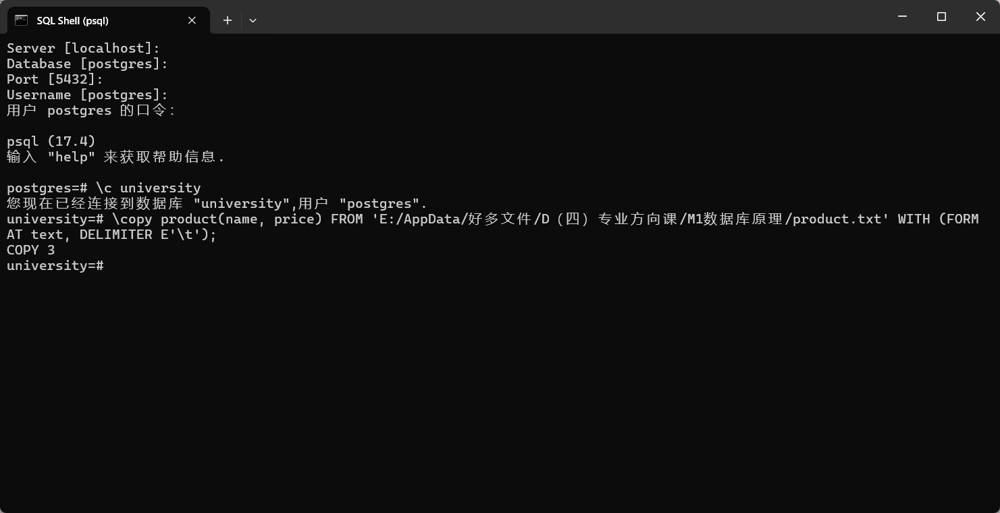 SQL Shell (psql)
Server [localhost]:
Database [postgres]:
Port [5432]:
Username [postgres]:
用户 postgres 的口令：
psql (17.4)
输入 "help" 来获取帮助信息.
postgres=# \c university
您现在已经连接到数据库 "university",用户 "postgres".
university=# \copy product(name, price) FROM 'E:/AppData/好多文件/D（四）专业方向课/M1数据库原理/product.txt' WITH (FORM
AT text, DELIMITER E'\t');
COPY 3
university=#